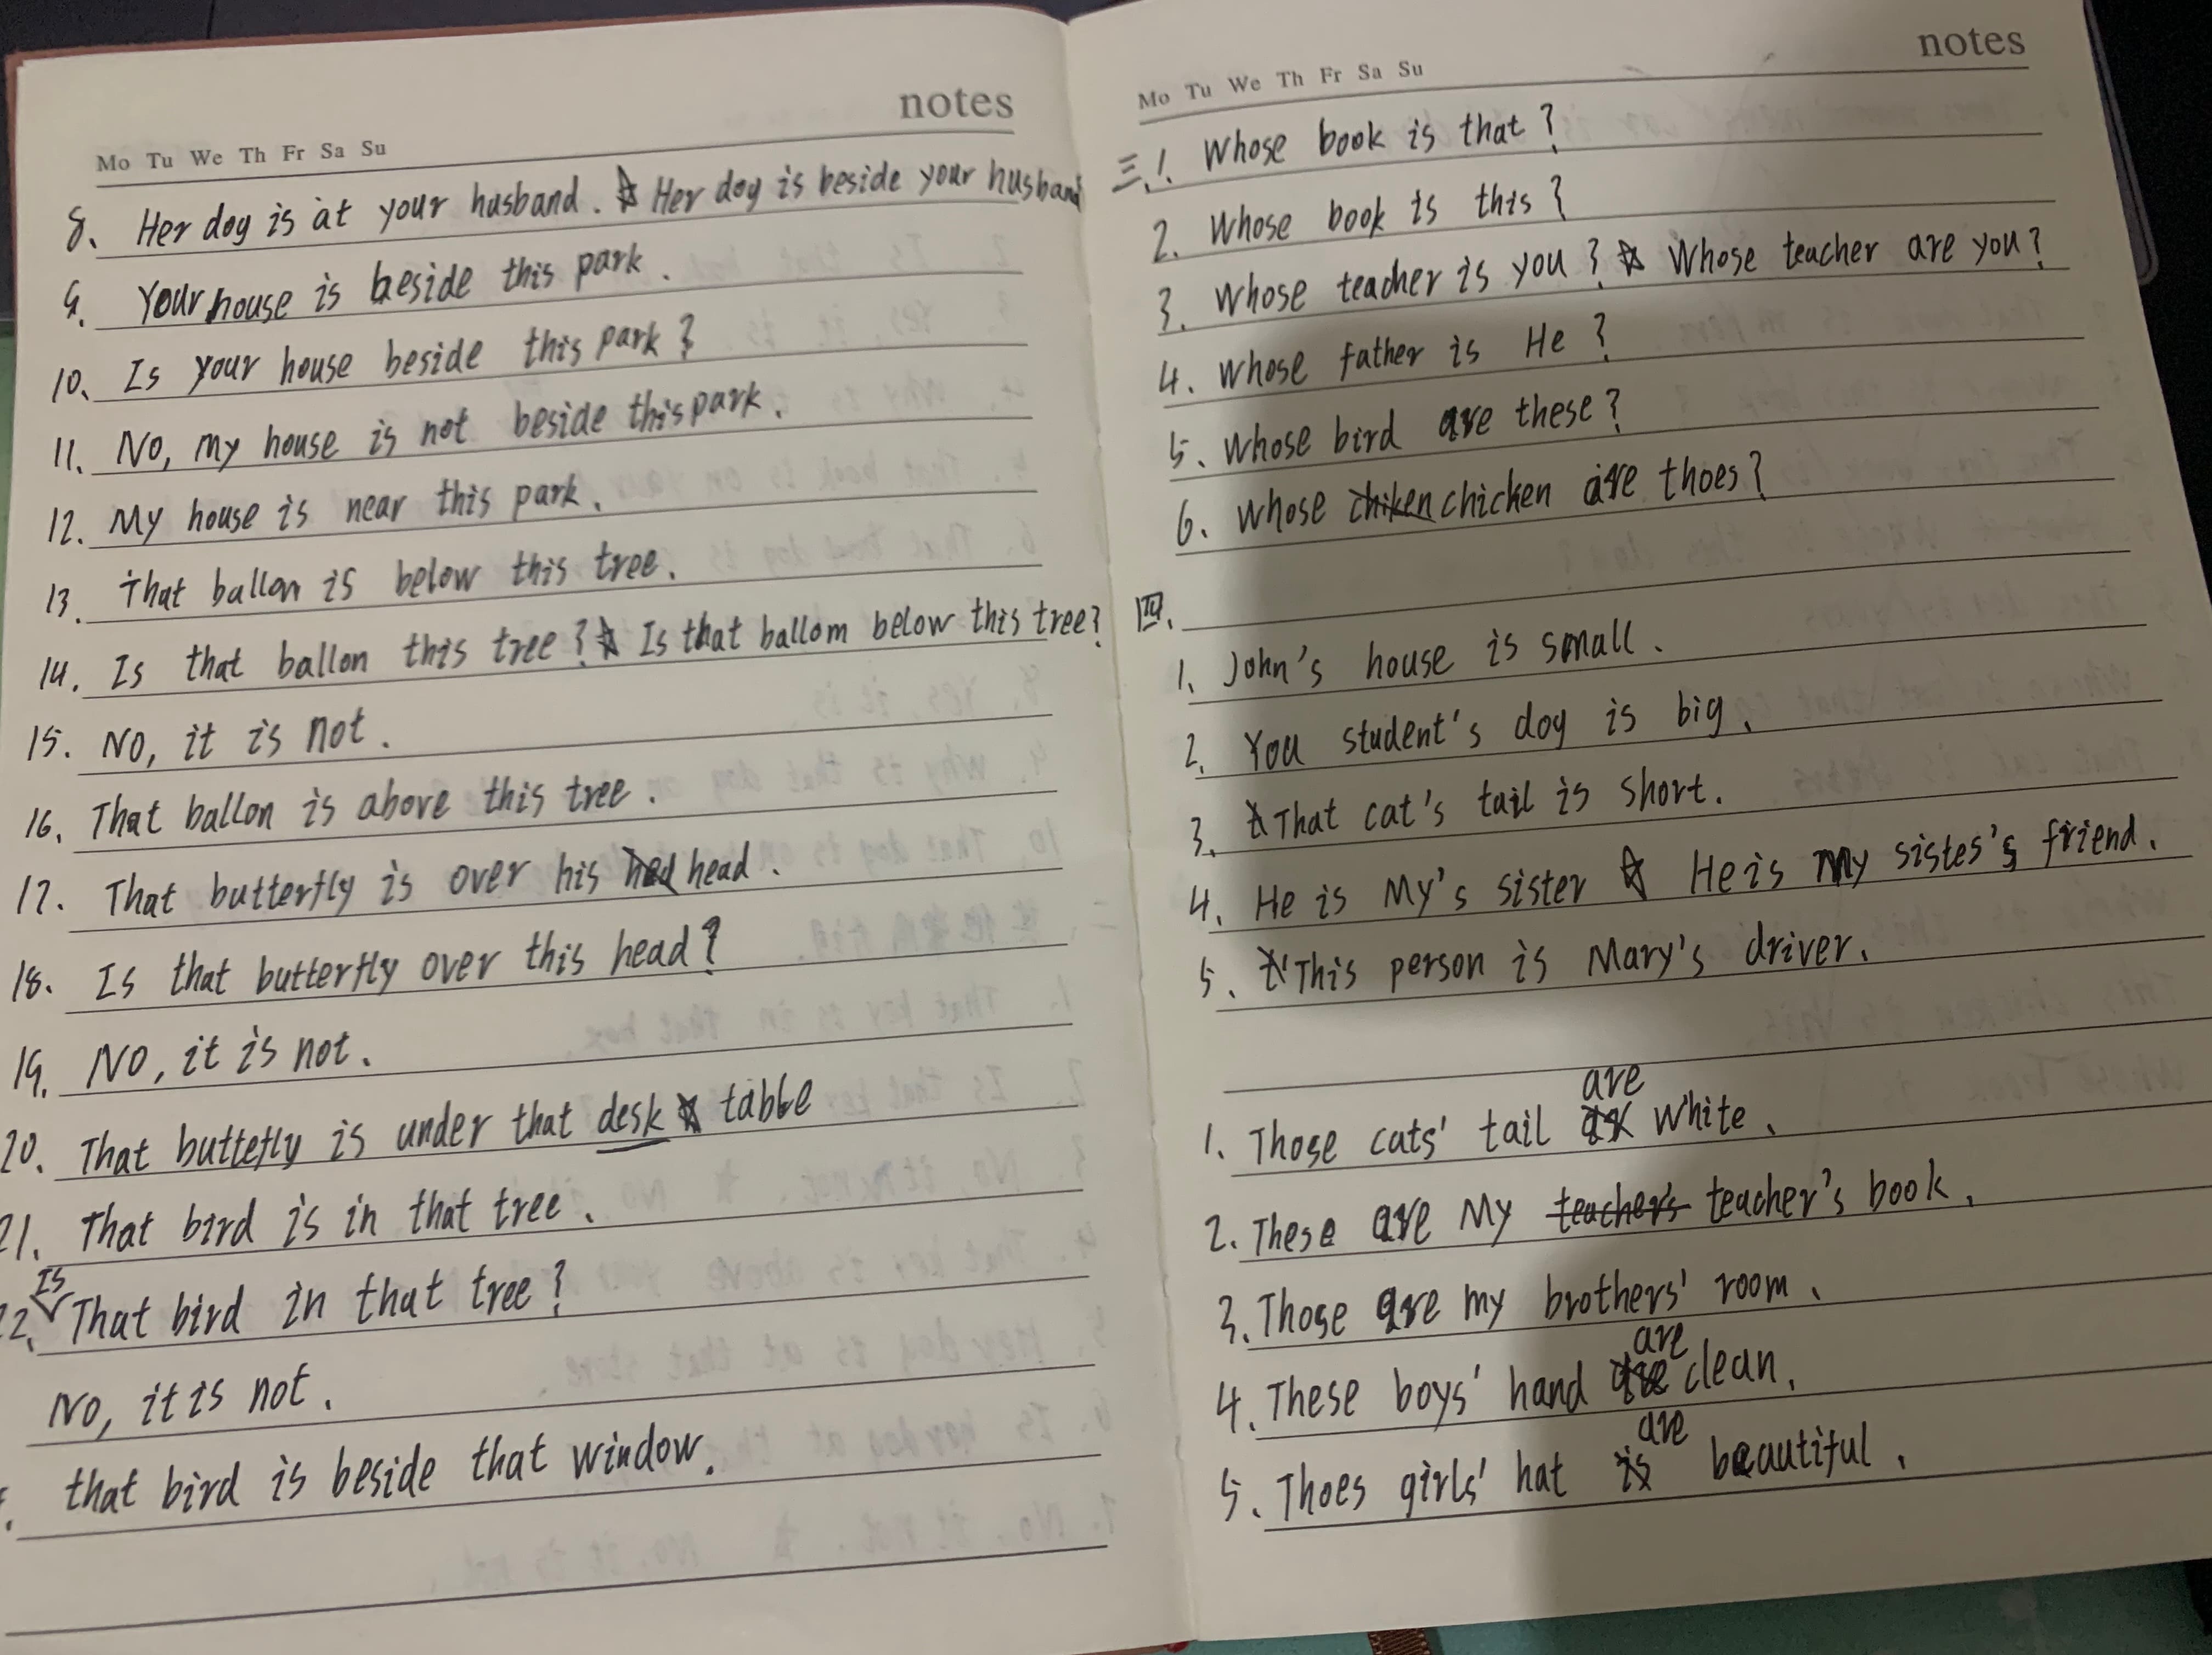 notes
Mo Tu We Th Fr Sa Su
8. Her dog is at your husband. ☆ Her dog is beside your husband
9. Your house is beside this park.
10. Is your house beside this park?
11. No, my house is not beside this park.
12. My house is near this park.
13. That ballon is below this tree.
14. Is that ballon this tree? ☆ Is that ballom below this tree?
15. No, it is not.
16. That ballon is above this tree.
17. That butterfly is over his hed head.
18. Is that butterfly over this head?
19. No, it is not.
20. That buttefly is under that desk ☆ table
21. That bird is in that tree.
22. Is That bird in that tree?
No, it is not.
that bird is beside that window.
notes
Mo Tu We Th Fr Sa Su
三. 1. Whose book is that?
2. Whose book is this?
3. Whose teacher is you? ☆ Whose teacher are you?
4. Whose father is He?
5. Whose bird are these?
6. Whose chiken chicken are thoes?
四.
1. John's house is small.
2. You student's dog is big.
3. That cat's tail is short.
4. He is My's sister ☆ He is My sistes's friend.
5. This person is Mary's driver.
1. Those cats' tail are white.
2. These are My teachers teacher's book.
3. Those are my brothers' room.
4. These boys' hand are clean.
5. Thoes girls' hat is are beautiful.